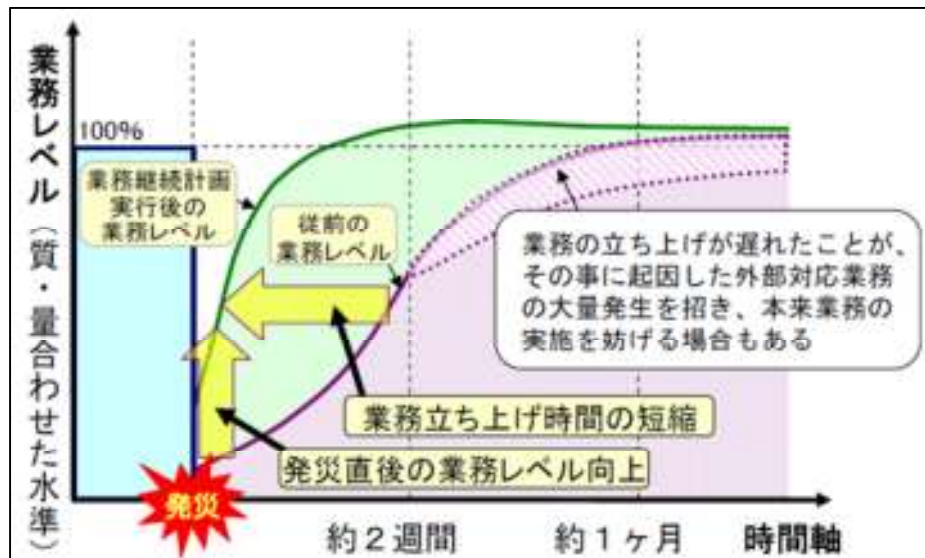 業務レベル（質・量合わせた水準）
100%
業務継続計画
実行後の
業務レベル
従前の
業務レベル
業務の立ち上げが遅れたことが、
その事に起因した外部対応業務
の大量発生を招き、本来業務の
実施を妨げる場合もある
業務立ち上げ時間の短縮
発災直後の業務レベル向上
発災
約２週間
約１ヶ月
時間軸